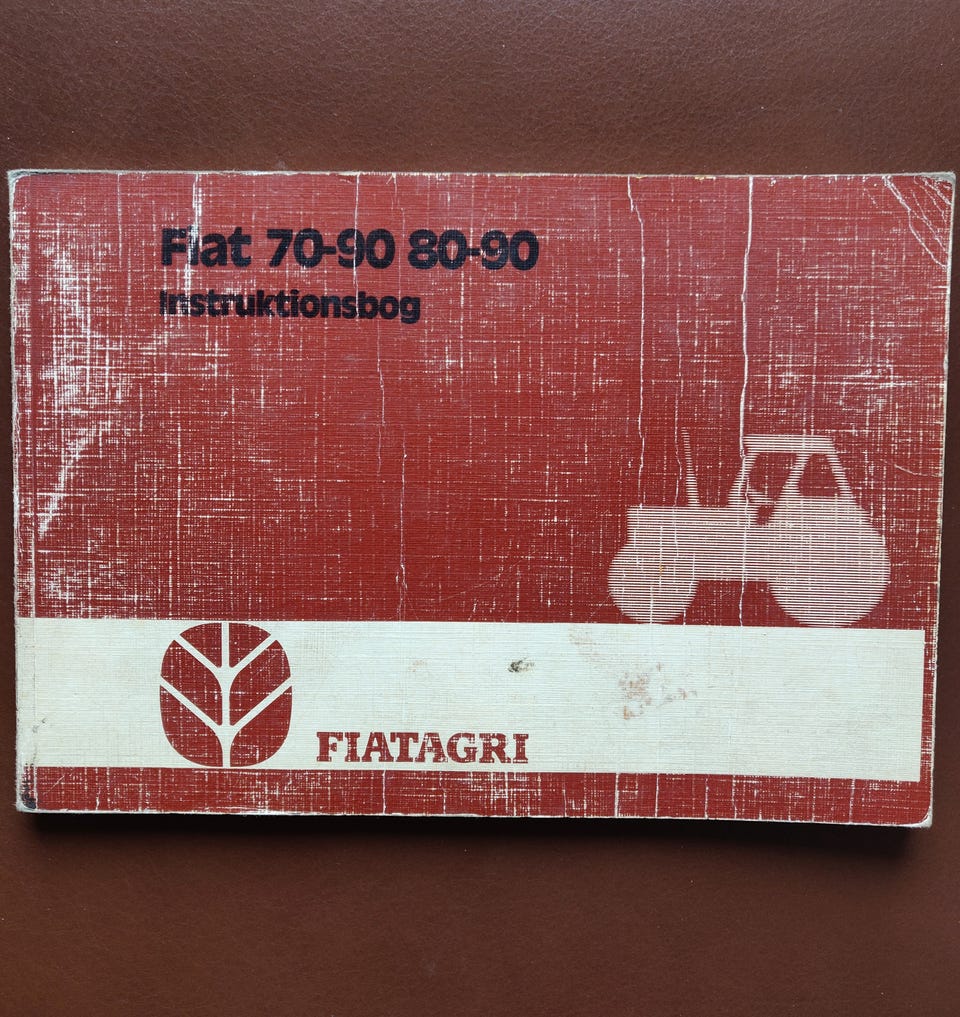 Fiat 70-90 80-90
Instruktionsbog
FIATAGRI